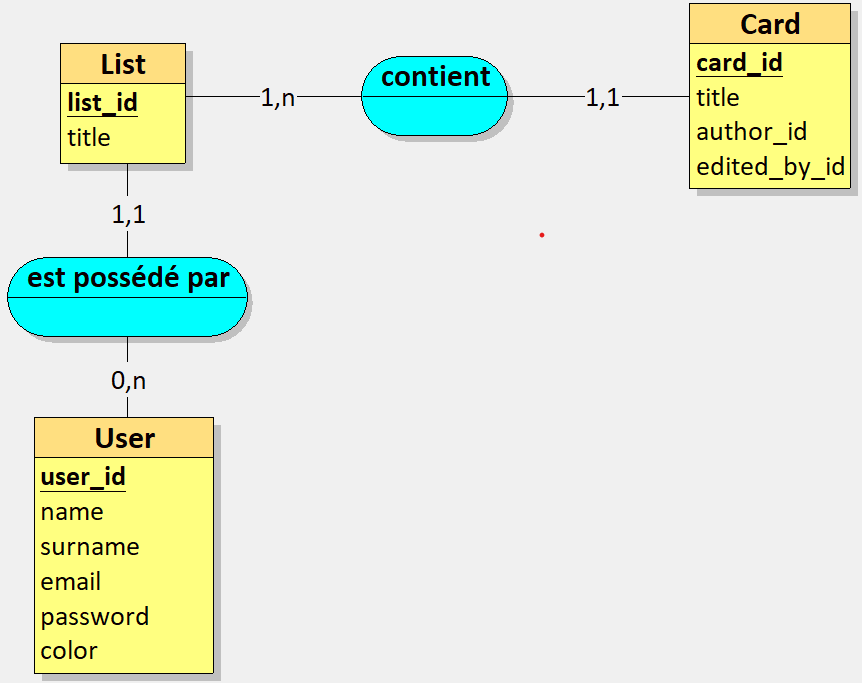 List
list_id
title
1,n
contient
1,1
Card
card_id
title
author_id
edited_by_id
1,1
est possédé par
0,n
User
user_id
name
surname
email
password
color